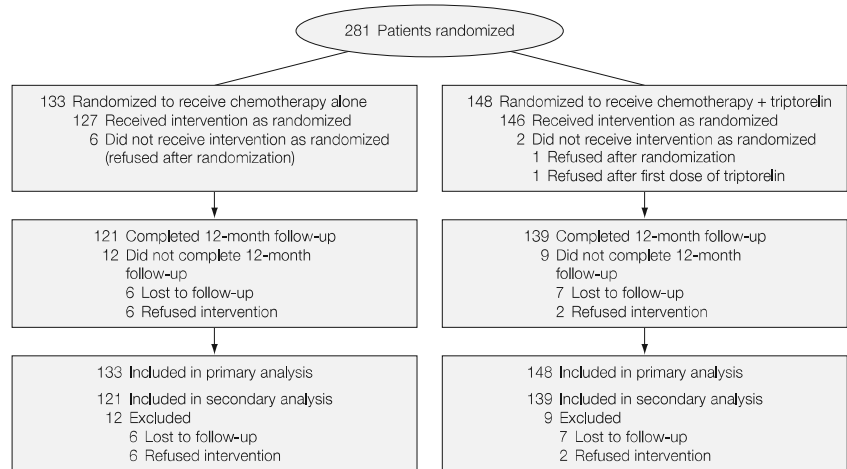 281 Patients randomized
133 Randomized to receive chemotherapy alone
127 Received intervention as randomized
6 Did not receive intervention as randomized
(refused after randomization)
148 Randomized to receive chemotherapy + triptorelin
146 Received intervention as randomized
2 Did not receive intervention as randomized
1 Refused after randomization
1 Refused after first dose of triptorelin
121 Completed 12-month follow-up
12 Did not complete 12-month
follow-up
6 Lost to follow-up
6 Refused intervention
139 Completed 12-month follow-up
9 Did not complete 12-month
follow-up
7 Lost to follow-up
2 Refused intervention
133 Included in primary analysis
121 Included in secondary analysis
12 Excluded
6 Lost to follow-up
6 Refused intervention
148 Included in primary analysis
139 Included in secondary analysis
9 Excluded
7 Lost to follow-up
2 Refused intervention